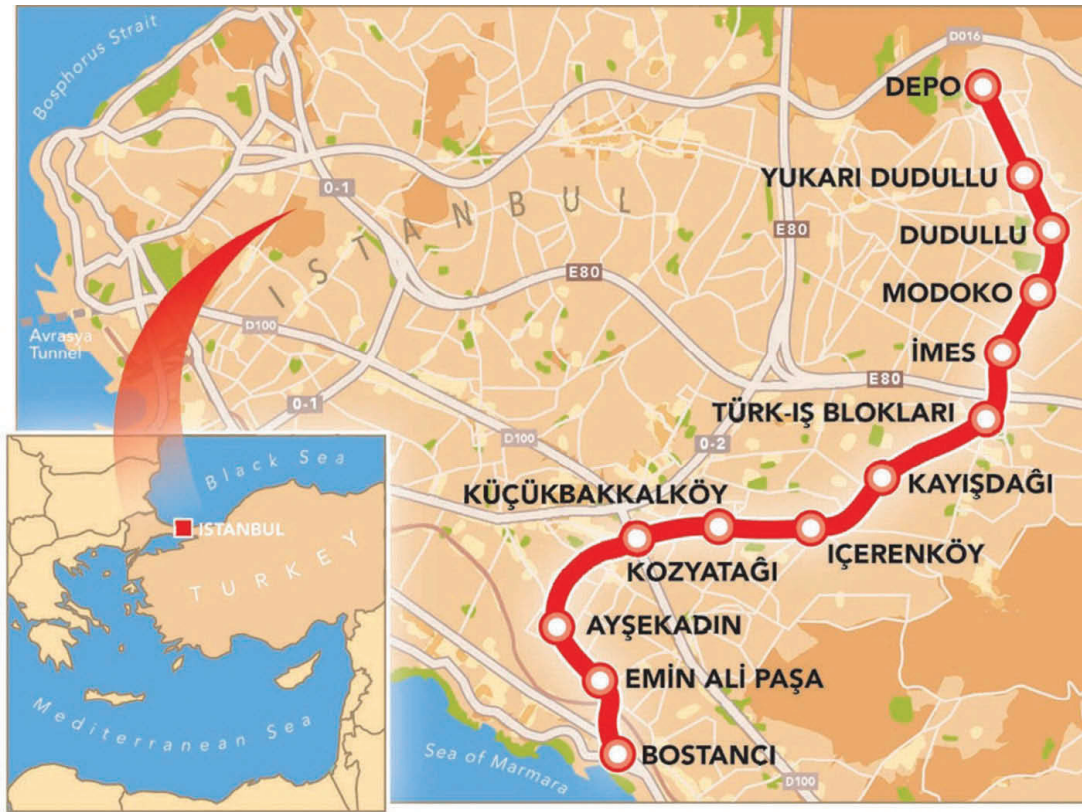 Bosphorus Strait
D016
DEPO
YUKARI DUDULLU
0-1
ISTANBUL
E80
DUDULLU
E80
MODOKO
Avrasya
Tunnel
D100
İMES
E80
0-1
TÜRK-IŞ BLOKLARI
D100
0-2
Black Sea
KÜÇÜKBAKKALKÖY
KAYIŞDAĞI
ISTANBUL
TURKEY
IÇERENKÖY
KOZYATAĞI
AYŞEKADIN
EMİN ALİ PAŞA
Mediterranean Sea
Sea of Marmara
BOSTANCI
D100